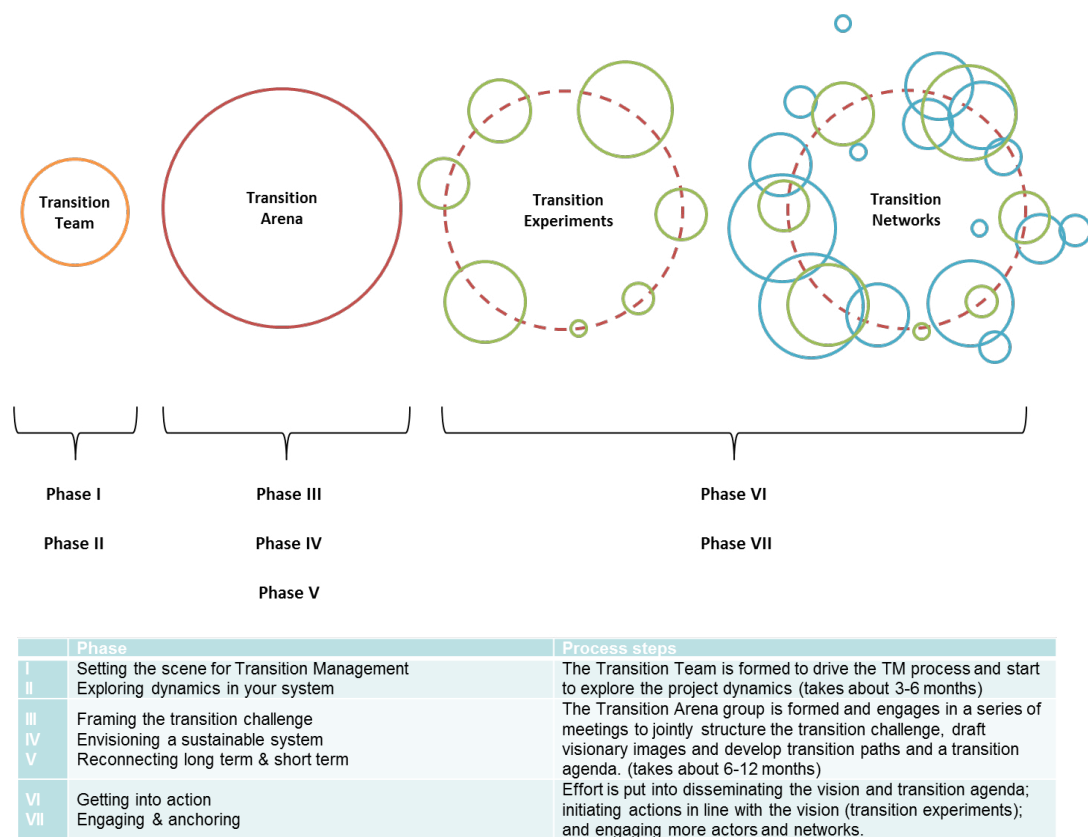 Transition
Team
Transition
Arena
Transition
Experiments
Transition
Networks
Phase I
Phase II
Phase III
Phase IV
Phase V
Phase VI
Phase VII
Phase
Process steps
I
Setting the scene for Transition Management
II
Exploring dynamics in your system
The Transition Team is formed to drive the TM process and start
to explore the project dynamics (takes about 3-6 months)
III
Framing the transition challenge
IV
Envisioning a sustainable system
V
Reconnecting long term & short term
The Transition Arena group is formed and engages in a series of
meetings to jointly structure the transition challenge, draft
visionary images and develop transition paths and a transition
agenda. (takes about 6-12 months)
VI
Getting into action
VII
Engaging & anchoring
Effort is put into disseminating the vision and transition agenda;
initiating actions in line with the vision (transition experiments);
and engaging more actors and networks.